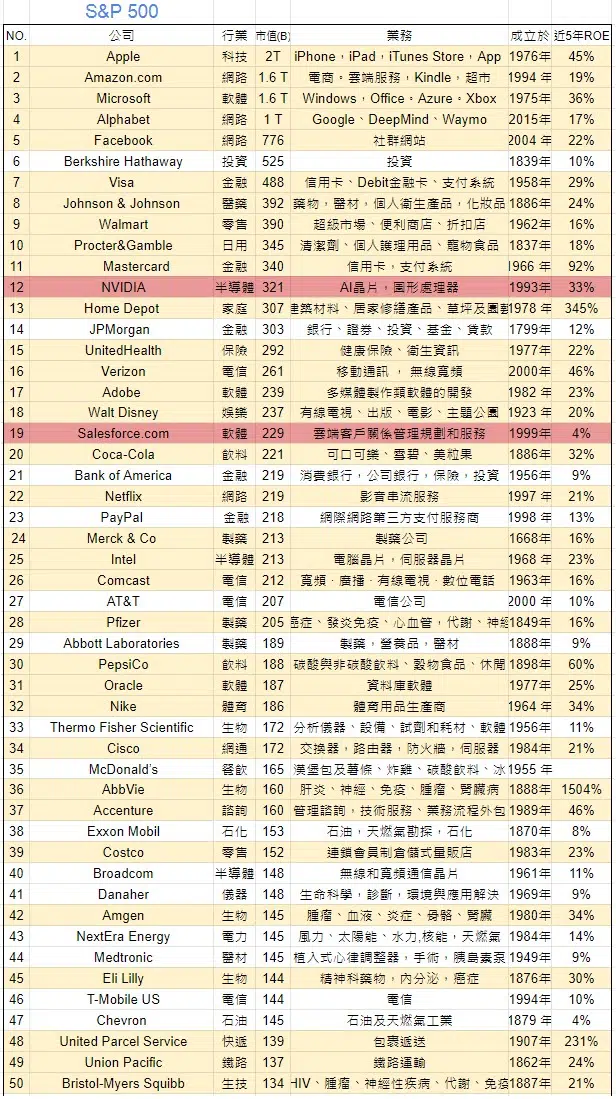 S&P 500
NO. 公司 行業 市值(B) 業務 成立於 近5年ROE
1 Apple 科技 2T iPhone，iPad，iTunes Store，App 1976年 45%
2 Amazon.com 網路 1.6 T 電商。雲端服務，Kindle，超市 1994 年 19%
3 Microsoft 軟體 1.6 T Windows，Office。Azure。Xbox 1975年 36%
4 Alphabet 網路 1 T Google、DeepMind、Waymo 2015年 17%
5 Facebook 網路 776 社群網站 2004 年 22%
6 Berkshire Hathaway 投資 525 投資 1839年 10%
7 Visa 金融 488 信用卡、Debit金融卡、支付系統 1958年 29%
8 Johnson & Johnson 醫藥 392 藥物，醫材，個人衛生產品，化妝品 1886年 24%
9 Walmart 零售 390 超級市場、便利商店、折扣店 1962年 16%
10 Procter&Gamble 日用 345 清潔劑、個人護理用品、寵物食品 1837年 18%
11 Mastercard 金融 340 信用卡，支付系統 1966 年 92%
12 NVIDIA 半導體 321 AI晶片，圖形處理器 1993年 33%
13 Home Depot 家庭 307 建築材料、居家修繕產品、草坪及園藝 1978 年 345%
14 JPMorgan 金融 303 銀行、證券、投資、基金、貸款 1799年 12%
15 UnitedHealth 保險 292 健康保險、衛生資訊 1977年 22%
16 Verizon 電信 261 移動通訊 ， 無線寬頻 2000年 46%
17 Adobe 軟體 239 多媒體製作類軟體的開發 1982 年 23%
18 Walt Disney 娛樂 237 有線電視、出版、電影、主題公園 1923 年 20%
19 Salesforce.com 軟體 229 雲端客戶關係管理規劃和服務 1999年 4%
20 Coca-Cola 飲料 221 可口可樂、雪碧、美粒果 1886年 32%
21 Bank of America 金融 219 消費銀行，公司銀行，保險，投資 1956年 9%
22 Netflix 網路 219 影音串流服務 1997 年 21%
23 PayPal 金融 218 網際網路第三方支付服務商 1998 年 13%
24 Merck & Co 製藥 213 製藥公司 1668年 16%
25 Intel 半導體 213 電腦晶片，伺服器晶片 1968 年 23%
26 Comcast 電信 212 寬頻．廣播．有線電視．數位電話 1963年 16%
27 AT&T 電信 207 電信公司 2000 年 10%
28 Pfizer 製藥 205 癌症、發炎免疫、心血管，代謝、神經 1849年 16%
29 Abbott Laboratories 製藥 189 製藥，營養品，醫材 1888年 9%
30 PepsiCo 飲料 188 碳酸與非碳酸飲料、穀物食品、休閒 1898年 60%
31 Oracle 軟體 187 資料庫軟體 1977年 25%
32 Nike 體育 186 體育用品生產商 1964 年 34%
33 Thermo Fisher Scientific 生物 172 分析儀器、設備、試劑和耗材、軟體 1956年 11%
34 Cisco 網通 172 交換器，路由器，防火牆，伺服器 1984年 21%
35 McDonald’s 餐飲 165 漢堡包及薯條、炸雞、碳酸飲料、冰 1955 年
36 AbbVie 生物 160 肝炎、神經、免疫、腫瘤、腎臟病 1888年 1504%
37 Accenture 諮詢 160 管理諮詢，技術服務、業務流程外包 1989年 46%
38 Exxon Mobil 石化 153 石油，天燃氣勘探，石化 1870年 8%
39 Costco 零售 152 連鎖會員制倉儲式量販店 1983年 23%
40 Broadcom 半導體 148 無線和寬頻通信晶片 1961年 11%
41 Danaher 儀器 148 生命科學，診斷，環境與應用解決 1969年 9%
42 Amgen 生物 145 腫瘤、血液、炎症、骨骼、腎臟 1980年 34%
43 NextEra Energy 電力 145 風力、太陽能、水力,核能，天燃氣 1984年 14%
44 Medtronic 醫材 145 植入式心律調整器，手術，胰島素泵 1949年 9%
45 Eli Lilly 生物 144 精神科藥物，內分泌，癌症 1876年 30%
46 T-Mobile US 電信 144 電信 1994年 10%
47 Chevron 石油 145 石油及天燃氣工業 1879 年 4%
48 United Parcel Service 快遞 139 包裹遞送 1907年 231%
49 Union Pacific 鐵路 137 鐵路運輸 1862年 24%
50 Bristol-Myers Squibb 生技 134 HIV、腫瘤、神經性疾病、代謝、免疫 1887年 21%